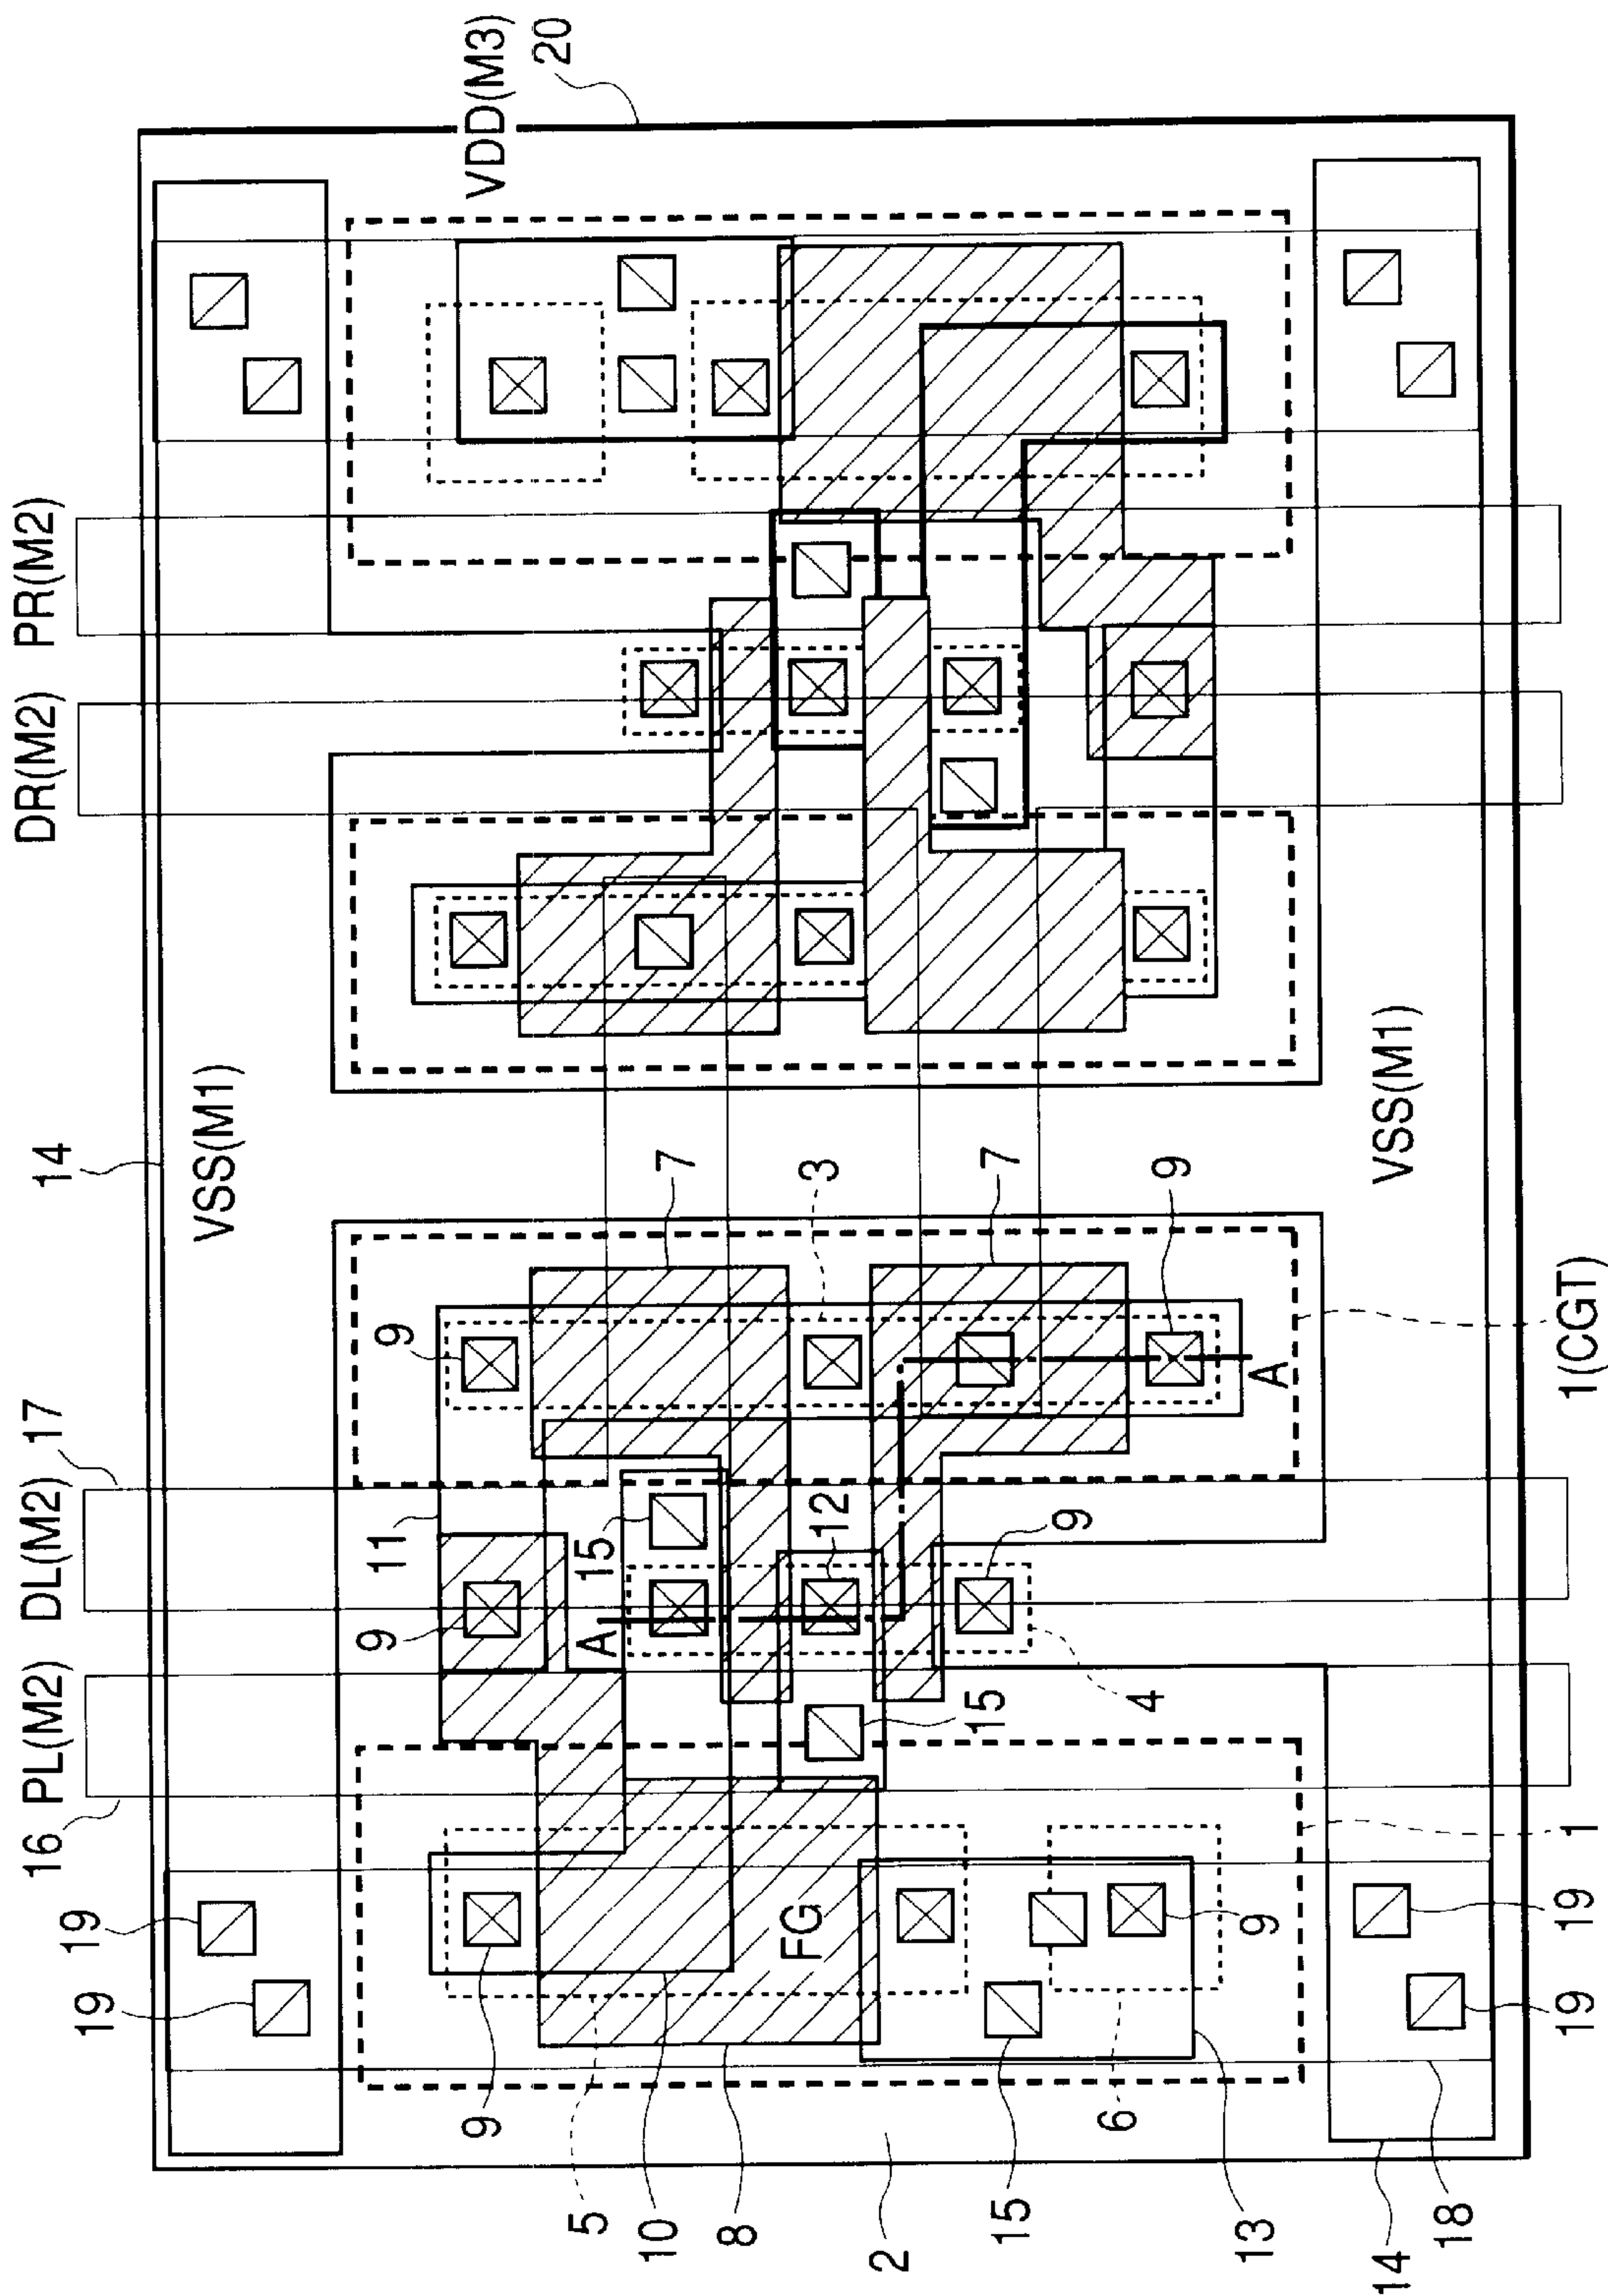 16 PL(M2) DL(M2) 17 14 DR(M2) PR(M2)
19 19
VSS(M1)
9 11 9
9 VDD(M3)
20
5 A 15
10 7
8
FG 12 3
2
15 15 7
9
6 4 9
13 9 A
14 VSS(M1)
18
19 19 1 1(CGT)